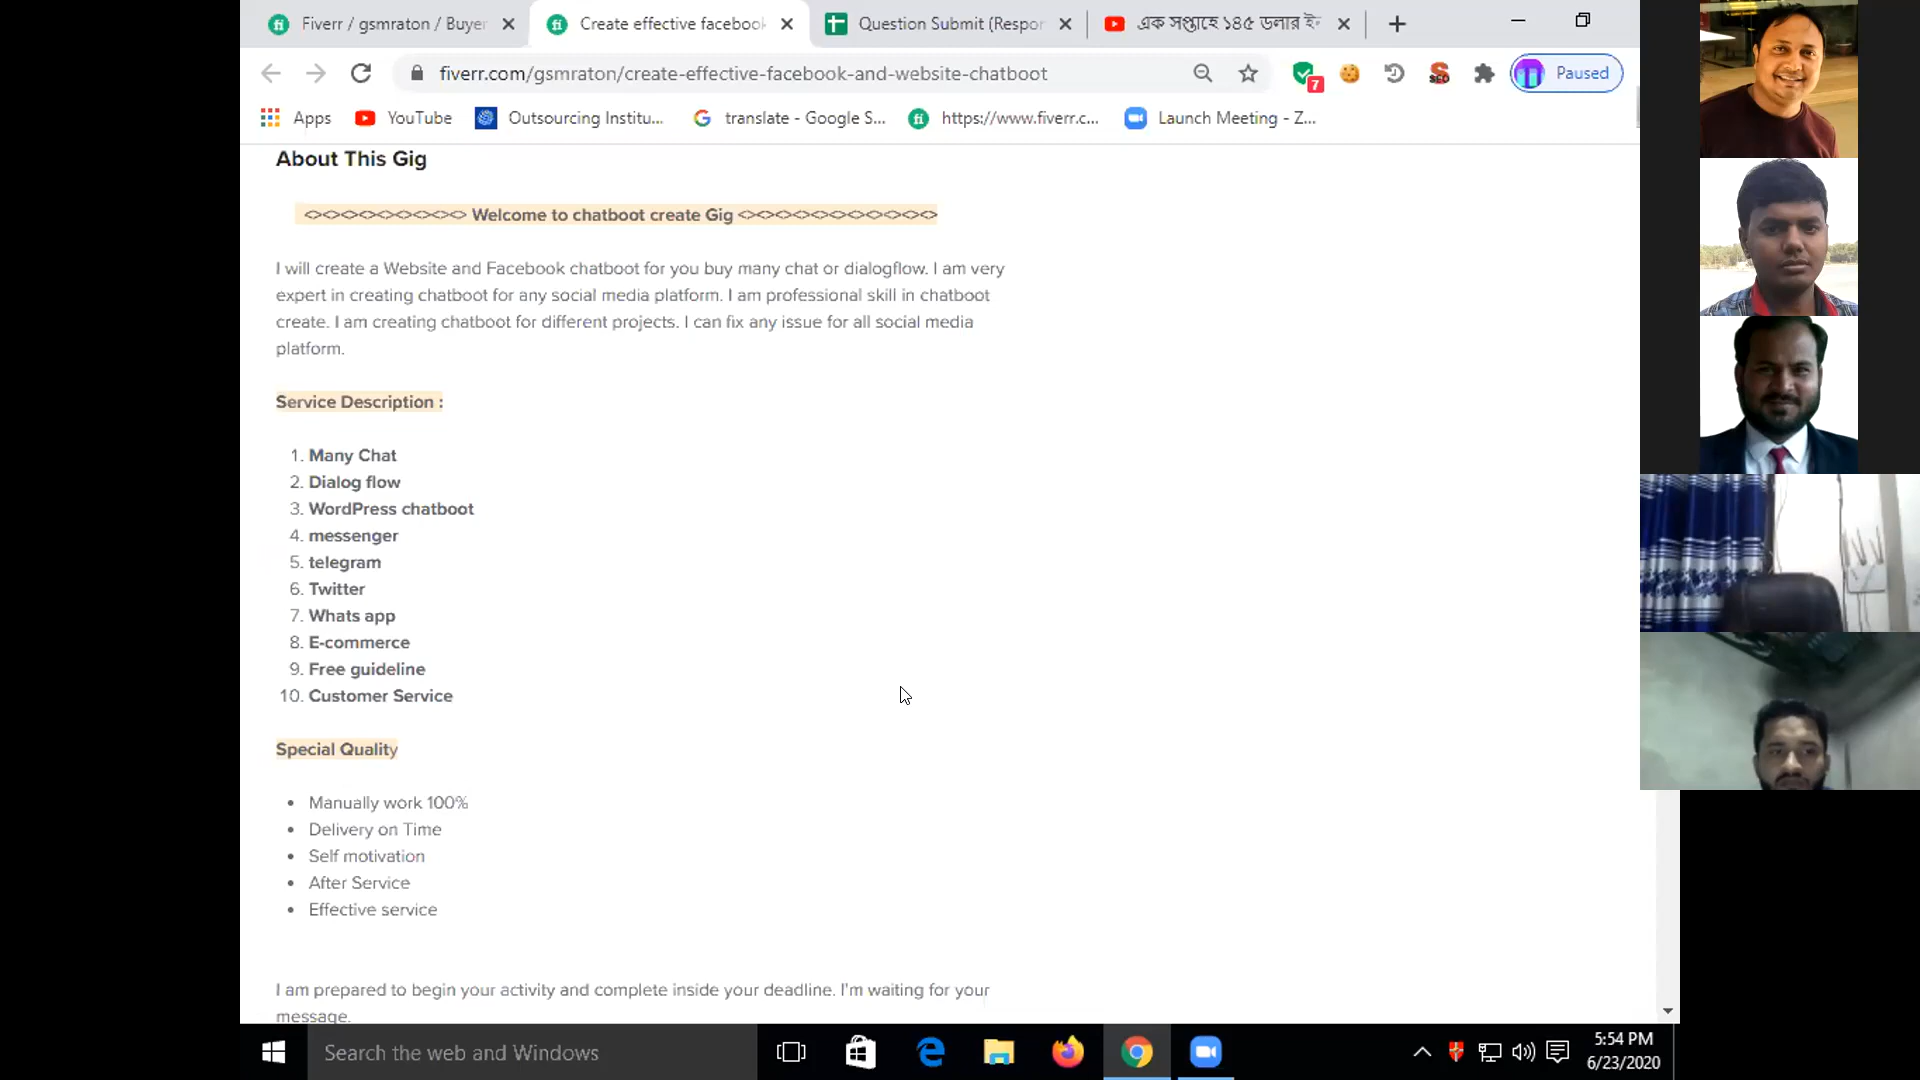 Fiverr / gsmraton / Buyer
Create effective facebook
Question Submit (Respon
এক সপ্তাহে ১৪৫ ডলার ইন
fiverr.com/gsmraton/create-effective-facebook-and-website-chatboot
7
SEO
Paused
Apps
YouTube
Outsourcing Institu...
translate - Google S...
https://www.fiverr.c...
Launch Meeting - Z...
About This Gig
<><><><><><><><><> Welcome to chatboot create Gig <><><><><><><><><><><>
I will create a Website and Facebook chatboot for you buy many chat or dialogflow. I am very
expert in creating chatboot for any social media platform. I am professional skill in chatboot
create. I am creating chatboot for different projects. I can fix any issue for all social media
platform.
Service Description :
1. Many Chat
2. Dialog flow
3. WordPress chatboot
4. messenger
5. telegram
6. Twitter
7. Whats app
8. E-commerce
9. Free guideline
10. Customer Service
Special Quality
• Manually work 100%
• Delivery on Time
• Self motivation
• After Service
• Effective service
I am prepared to begin your activity and complete inside your deadline. I'm waiting for your
message.
Search the web and Windows
5:54 PM
6/23/2020